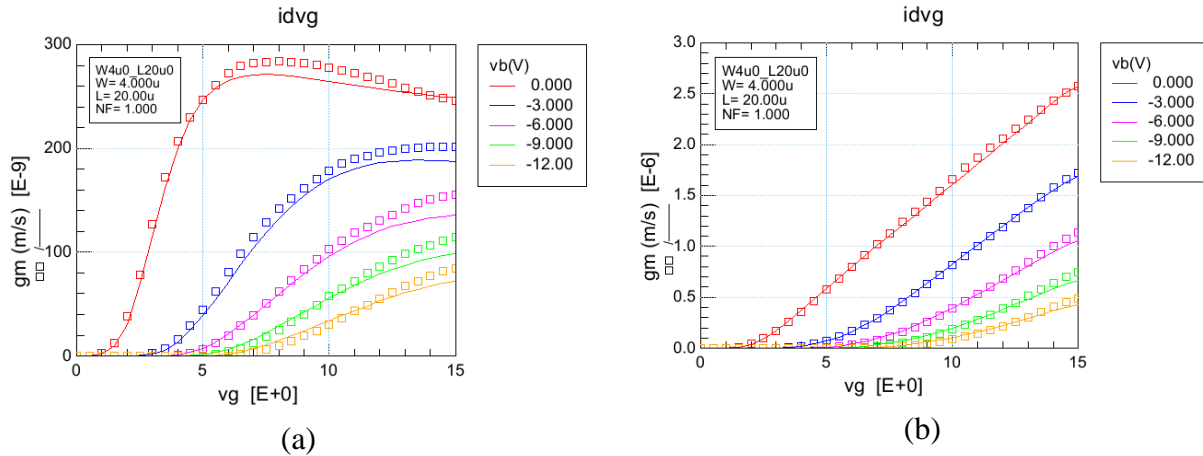 idvg
300
200
100
0
gm (m/s) [E-9]
W4u0_L20u0
W= 4.000u
L= 20.00u
NF= 1.000
0 5 10 15
vg [E+0]
vb(V)
0.000
-3.000
-6.000
-9.000
-12.00
(a)
idvg
3.0
2.5
2.0
1.5
1.0
0.5
0.0
gm (m/s) [E-6]
W4u0_L20u0
W= 4.000u
L= 20.00u
NF= 1.000
0 5 10 15
vg [E+0]
vb(V)
0.000
-3.000
-6.000
-9.000
-12.00
(b)